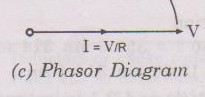 V
I = V/R
(c) Phasor Diagram